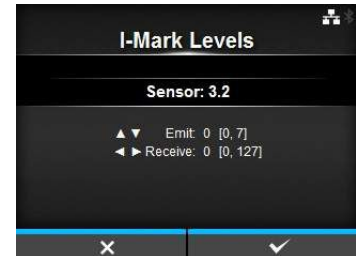 I-Mark Levels
Sensor: 3.2
▲ ▼ Emit: 0 [0, 7]
◄ ► Receive: 0 [0, 127]